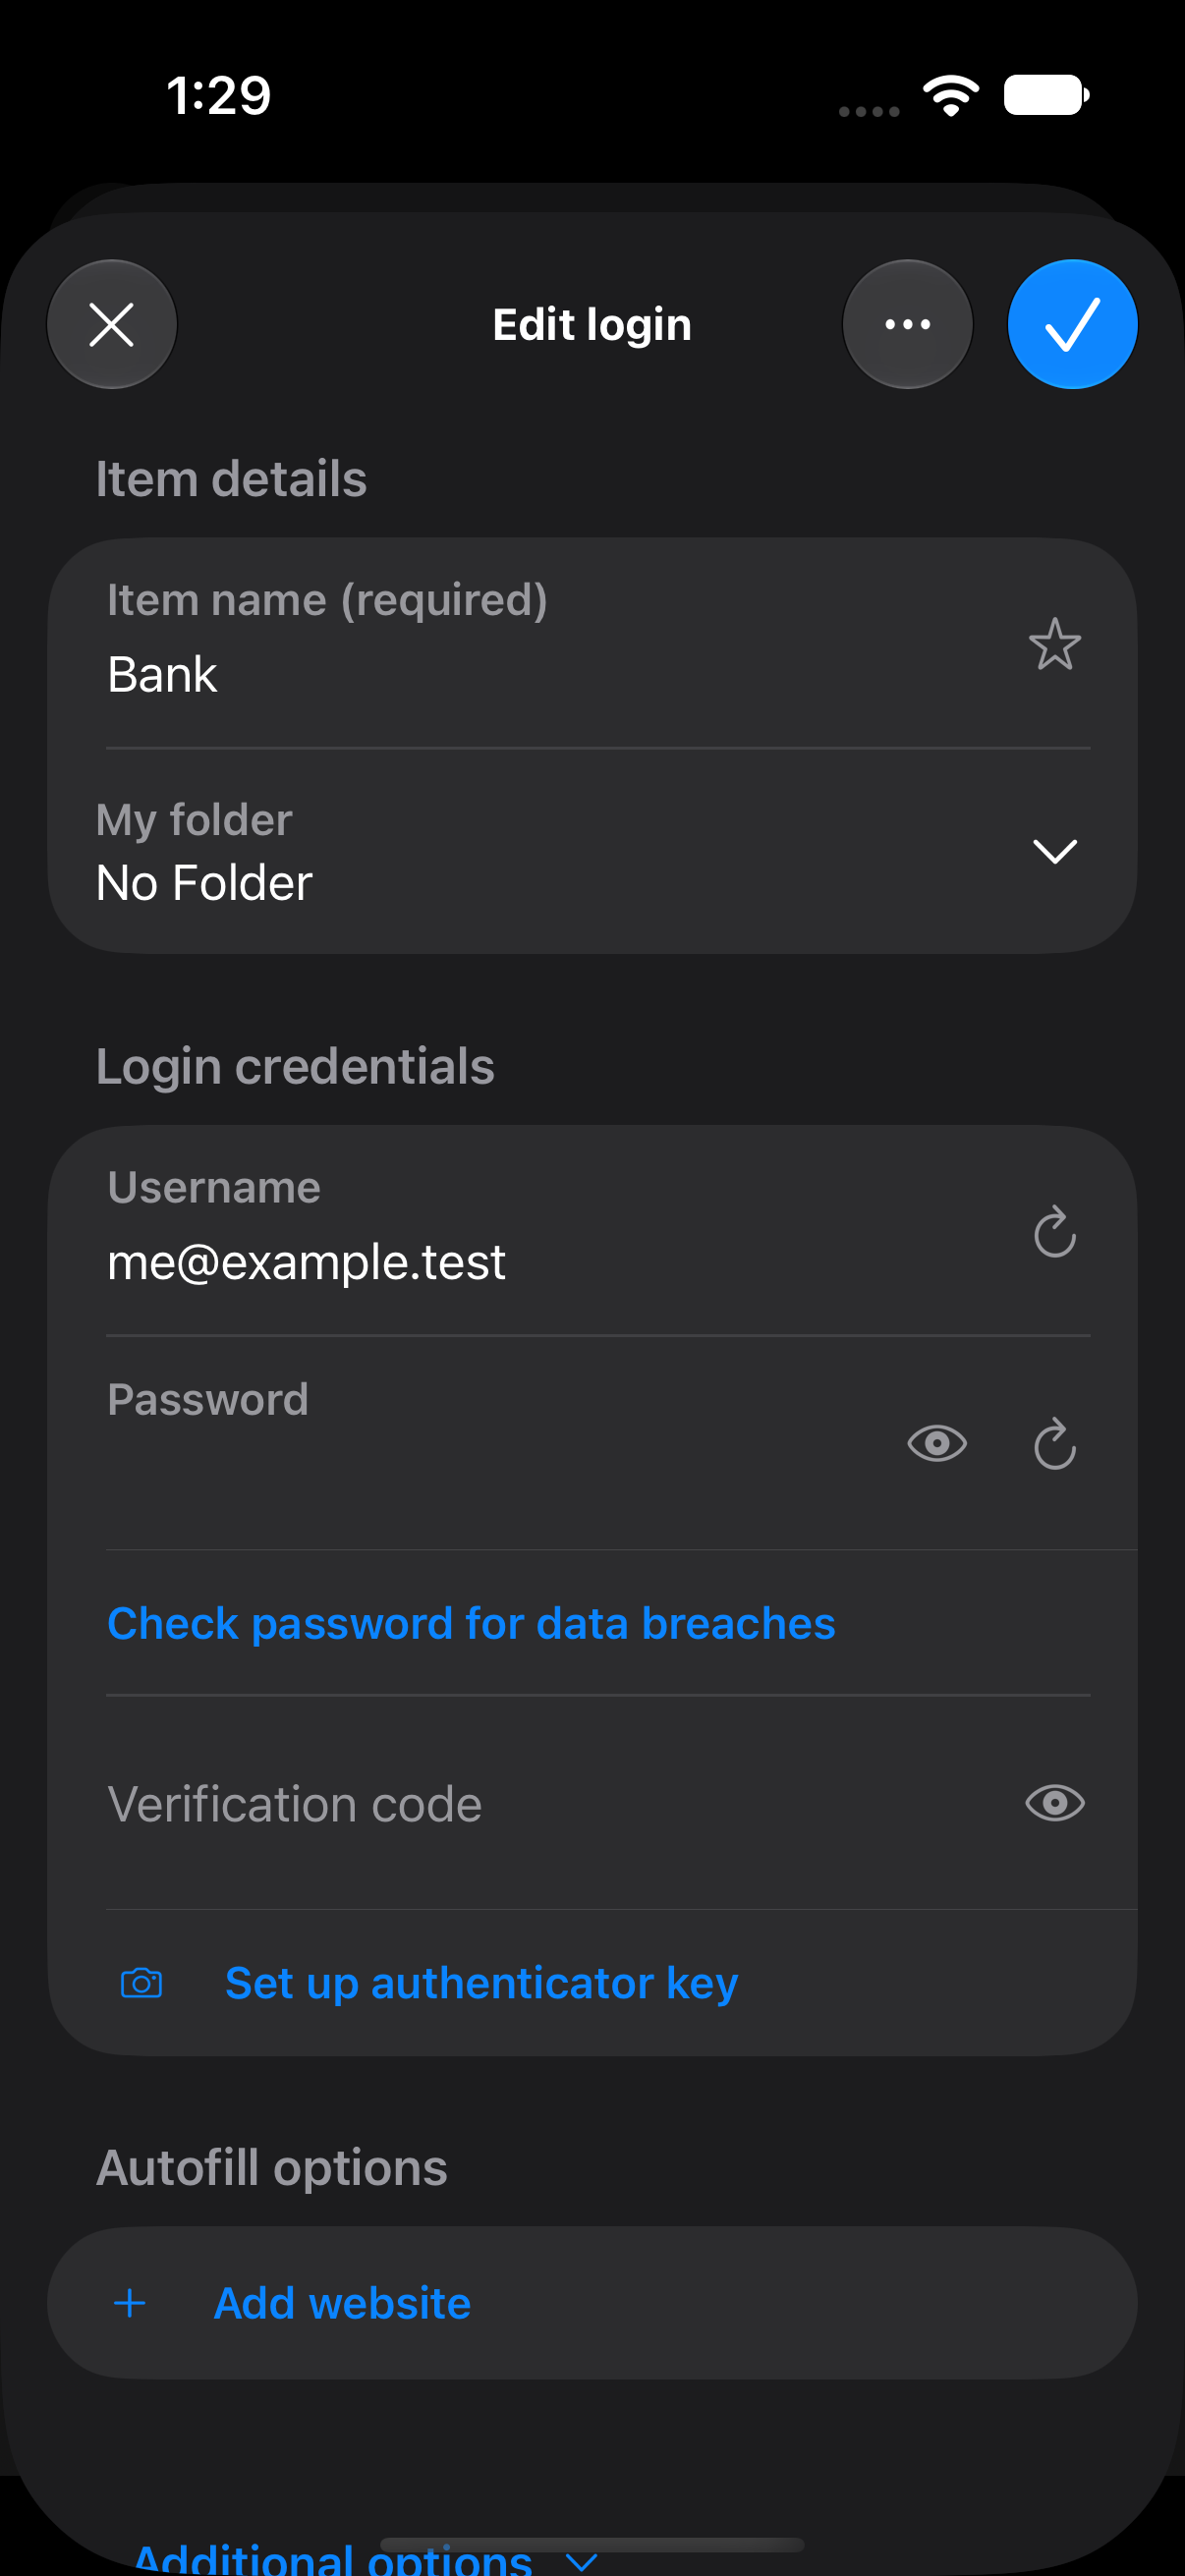 1:29
Edit login
Item details
Item name (required)
Bank
My folder
No Folder
Login credentials
Username
me@example.test
Password
Check password for data breaches
Verification code
Set up authenticator key
Autofill options
Add website
Additional options